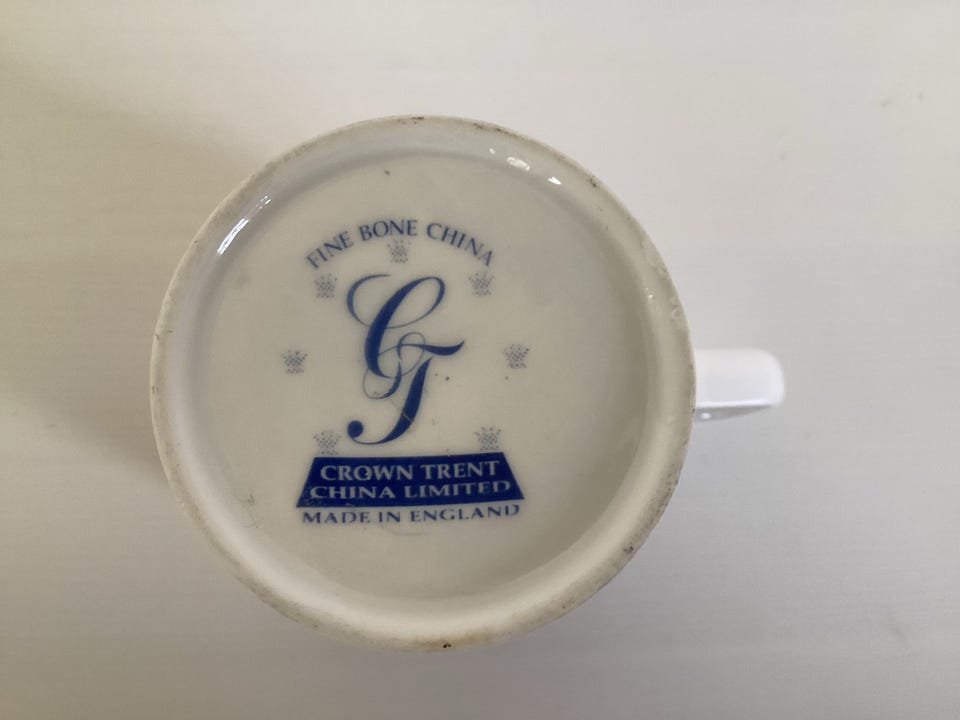 FINE BONE CHINA
CT
CROWN TRENT
CHINA LIMITED
MADE IN ENGLAND